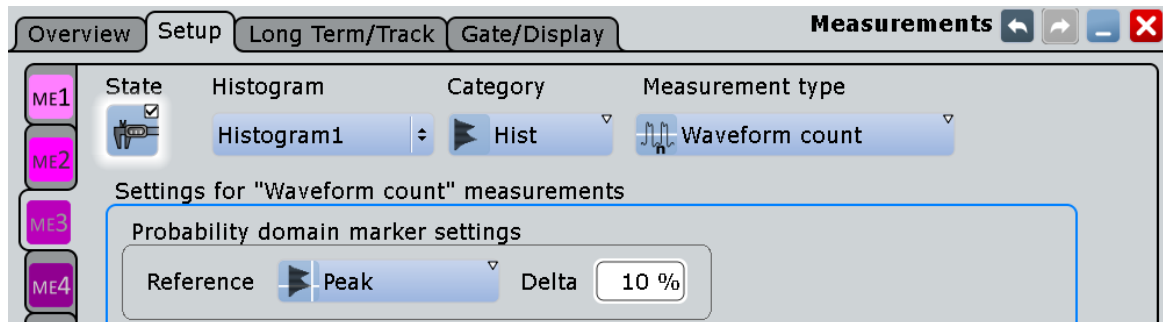 Overview Setup Long Term/Track Gate/Display Measurements
ME1 State Histogram Category Measurement type
Histogram1 Hist n Waveform count
ME2
Settings for "Waveform count" measurements
ME3 Probability domain marker settings
ME4 Reference Peak Delta 10 %